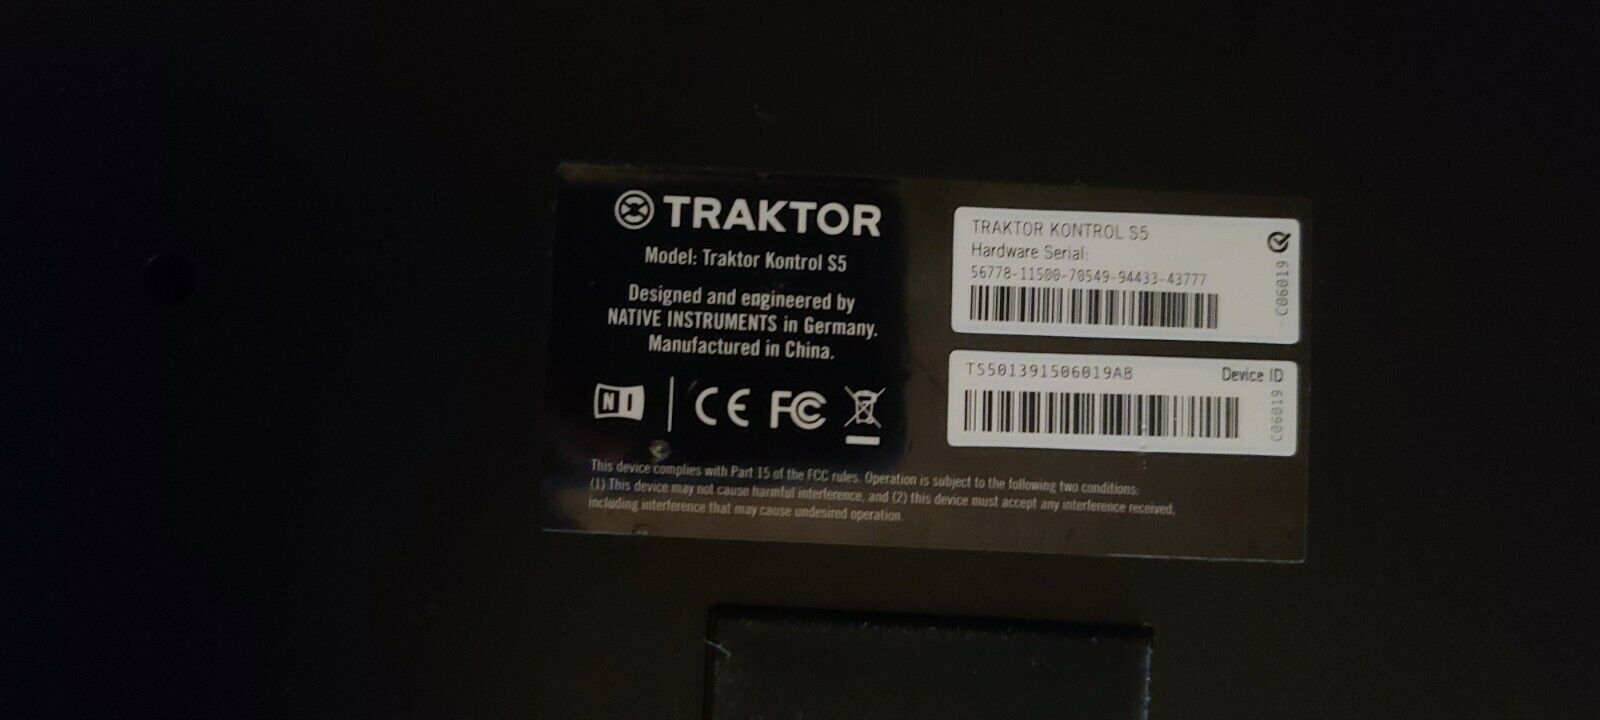 TRAKTOR
Model: Traktor Kontrol S5
Designed and engineered by
NATIVE INSTRUMENTS in Germany.
Manufactured in China.
NI
CE FC
This device complies with Part 15 of the FCC rules. Operation is subject to the following two conditions:
(1) This device may not cause harmful interference, and (2) this device must accept any interference received,
including interference that may cause undesired operation.
TRAKTOR KONTROL S5
Hardware Serial:
56778-11500-70549-94433-43777
C06019
TS501391506019AB Device ID
C06019